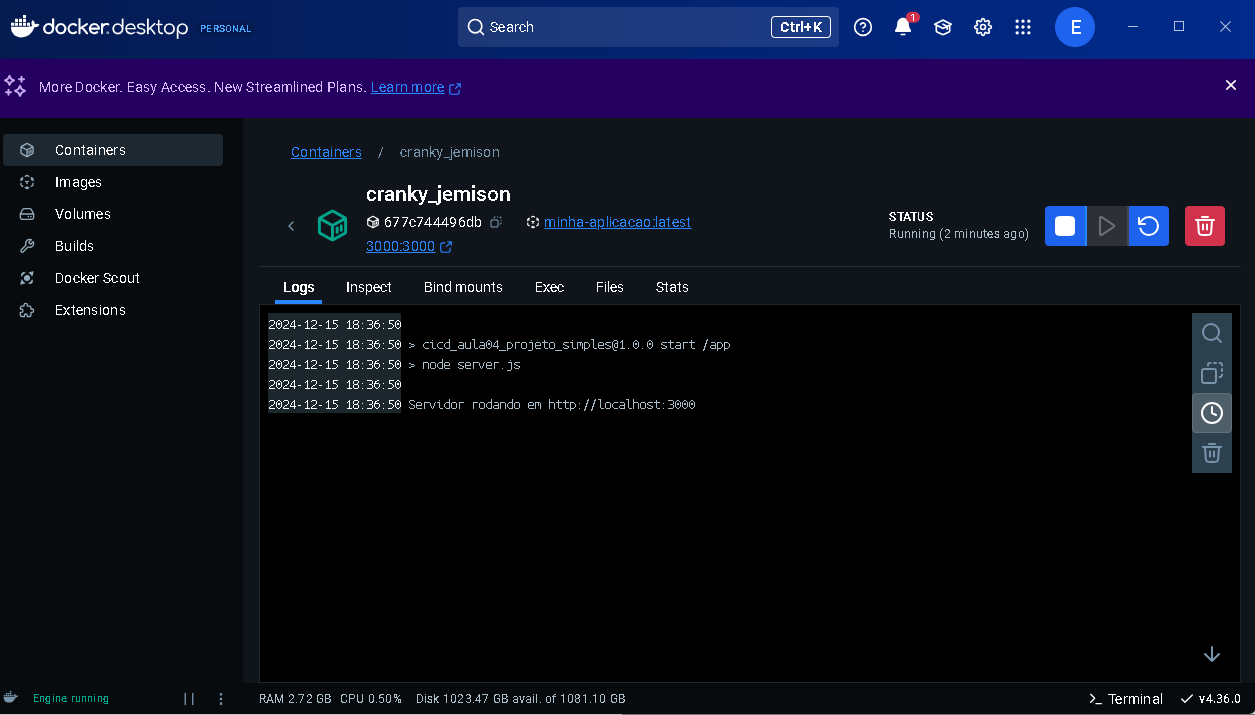 docker.desktop PERSONAL
Search Ctrl+K
1
E
More Docker. Easy Access. New Streamlined Plans. Learn more
Containers
Images
Volumes
Builds
Docker Scout
Extensions
Containers / cranky_jemison
cranky_jemison
677c744496db minha-aplicacao:latest
3000:3000
STATUS
Running (2 minutes ago)
Logs Inspect Bind mounts Exec Files Stats
2024-12-15 18:36:50
2024-12-15 18:36:50 > cicd_aula04_projeto_simples@1.0.0 start /app
2024-12-15 18:36:50 > node server.js
2024-12-15 18:36:50
2024-12-15 18:36:50 Servidor rodando em http://localhost:3000
Engine running
RAM 2.72 GB CPU 0.50% Disk 1023.47 GB avail. of 1081.10 GB
Terminal
v4.36.0